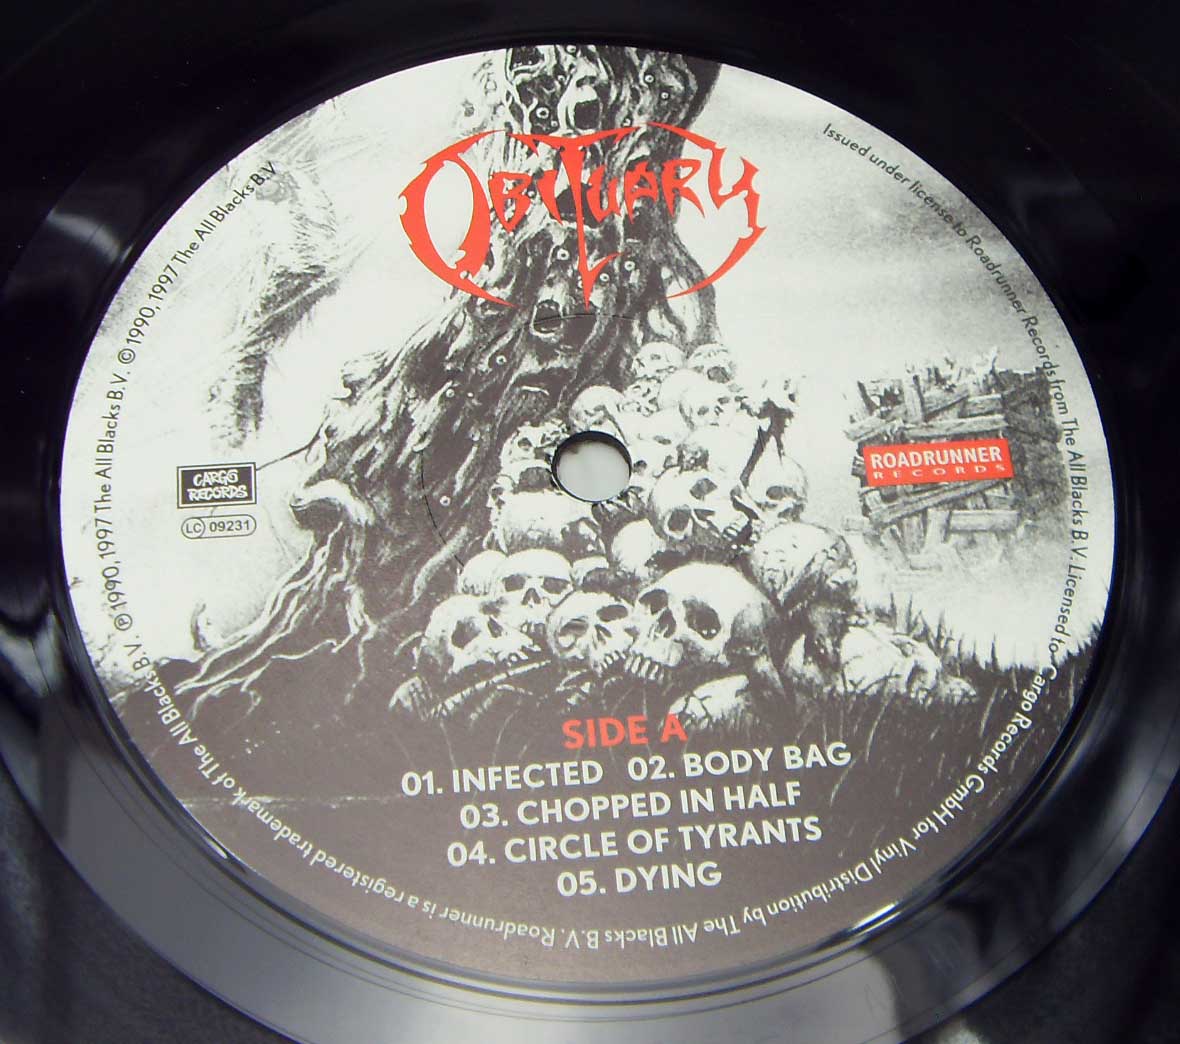 OBITUARY
CARGO
RECORDS
LC 09231
ROADRUNNER
RECORDS
SIDE A
01. INFECTED 02. BODY BAG
03. CHOPPED IN HALF
04. CIRCLE OF TYRANTS
05. DYING
℗ 1990, 1997 The All Blacks B.V. © 1990, 1997 The All Blacks B.V
Issued under license to Roadrunner Records from The All Blacks B.V. Licensed to Cargo Records GmbH for Vinyl Distribution by The All Blacks B.V. Roadrunner is a registered trademark of The All Blacks B.V.